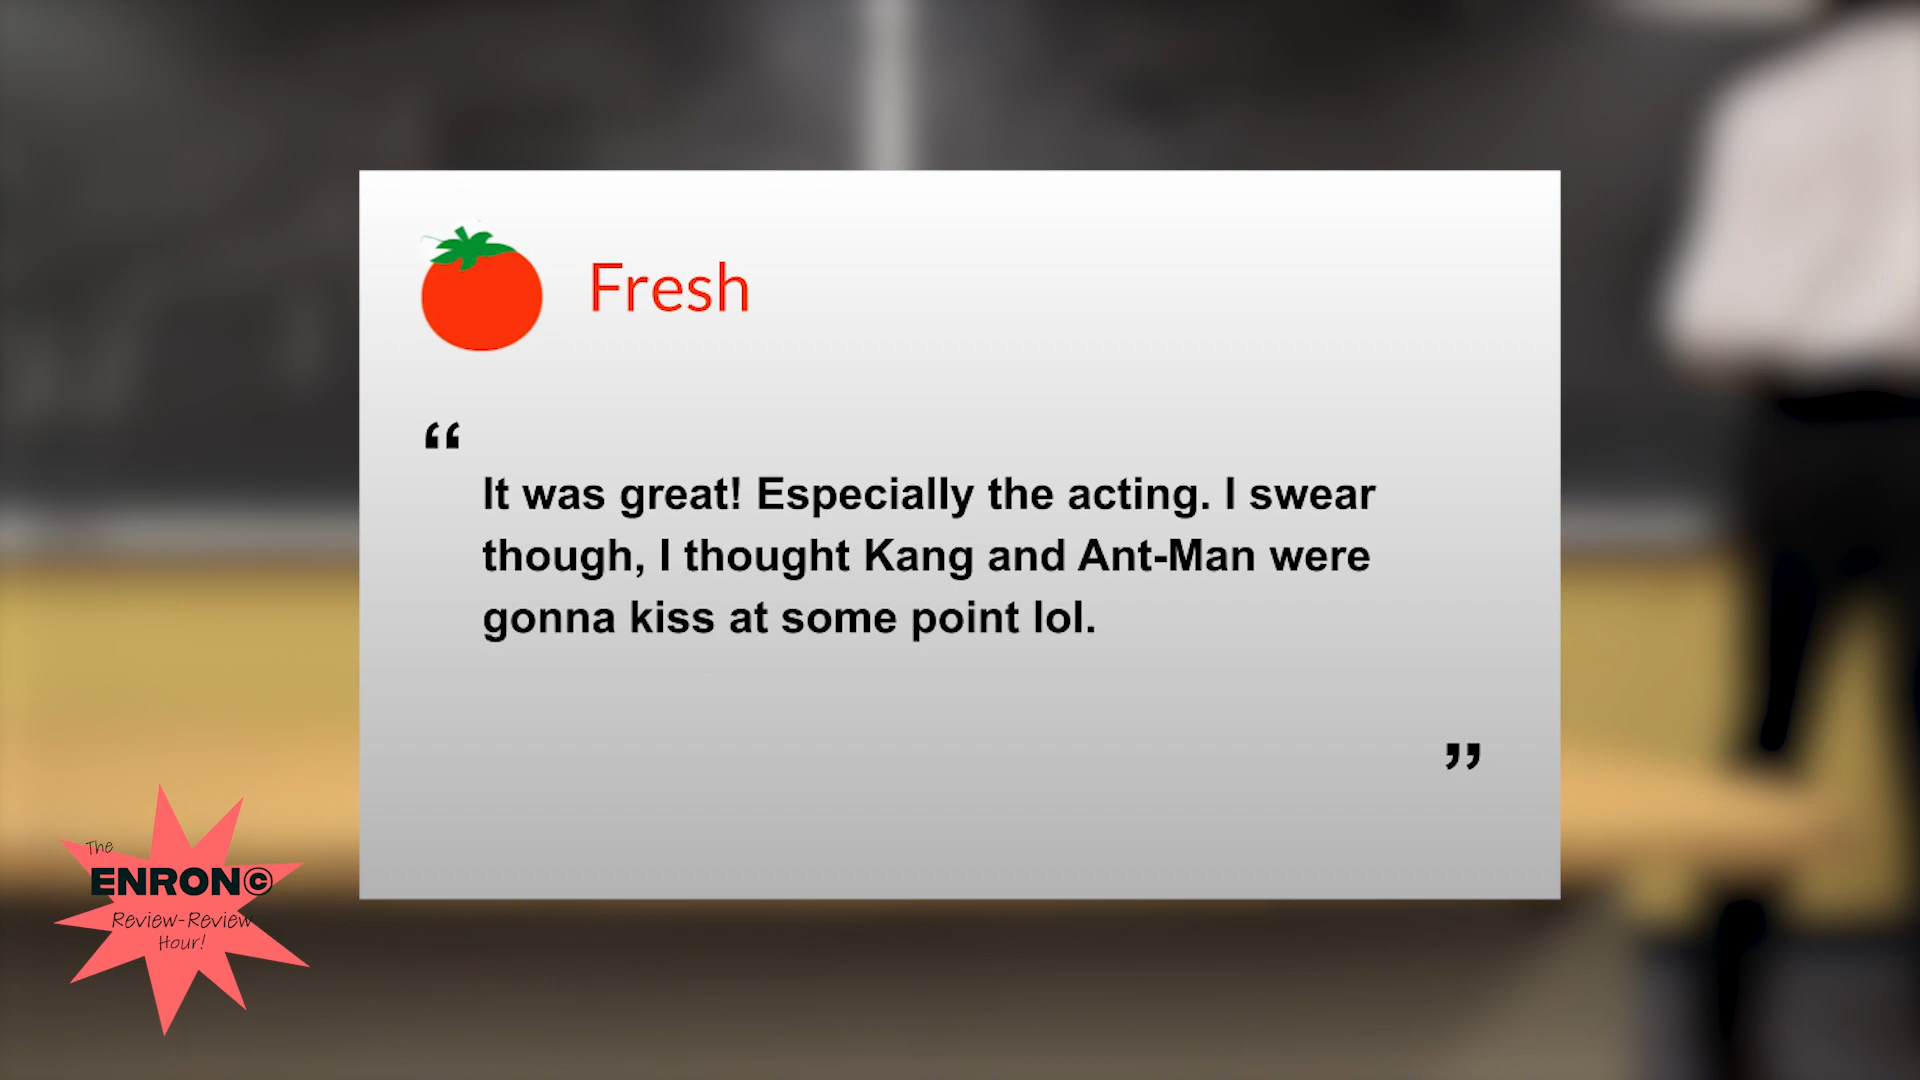 Fresh
“
It was great! Especially the acting. I swear
though, I thought Kang and Ant-Man were
gonna kiss at some point lol.
”
The
ENRON©
Review-Review
Hour!